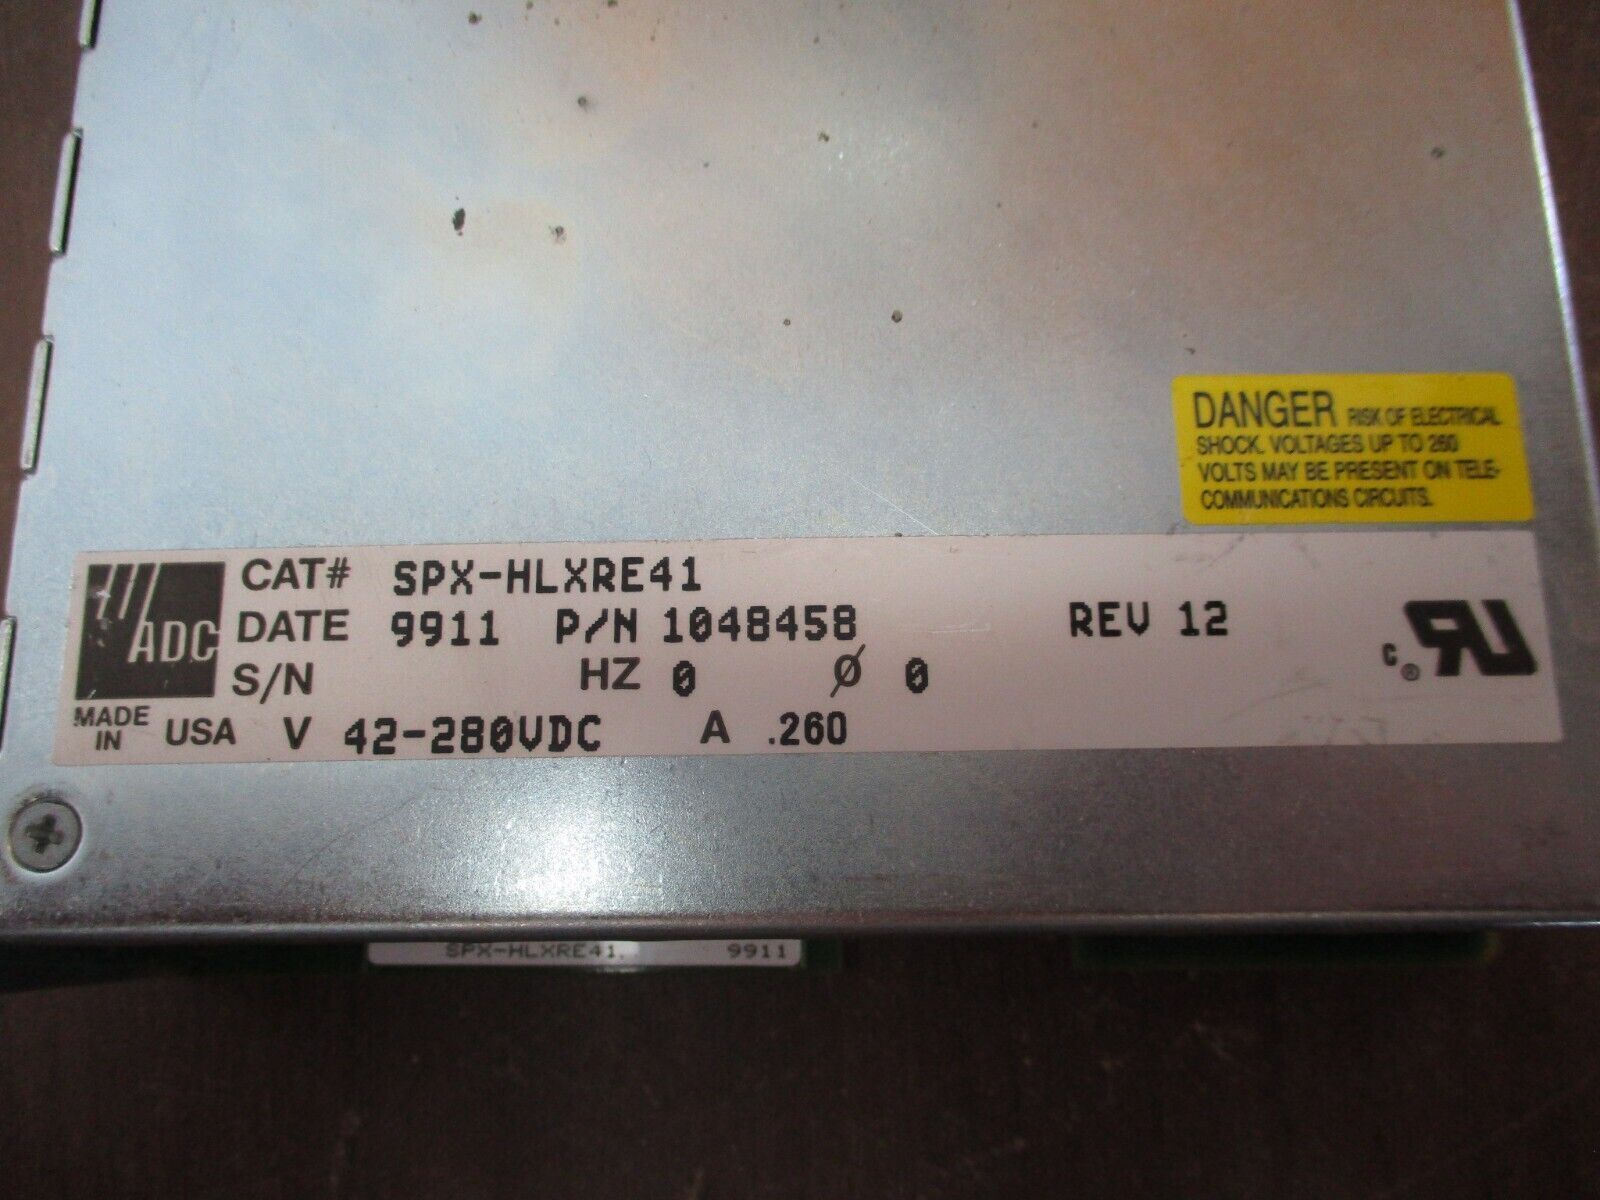 DANGER RISK OF ELECTRICAL
SHOCK. VOLTAGES UP TO 260
VOLTS MAY BE PRESENT ON TELE-
COMMUNICATIONS CIRCUITS.
ADC
CAT# SPX-HLXRE41
DATE 9911 P/N 1048458 REV 12
S/N HZ 0 Ø 0
MADE IN USA V 42-280VDC A .260
c RU ®
SPX-HLXRE41. 9911